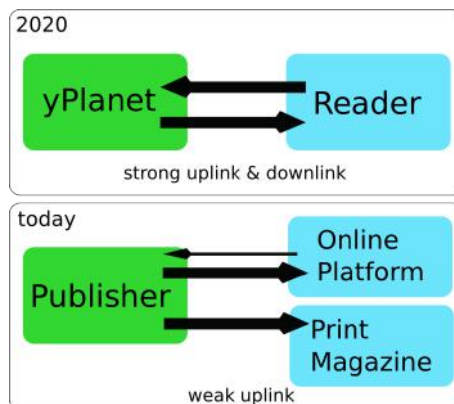 2020
yPlanet
Reader
strong uplink & downlink
today
Publisher
Online
Platform
Print
Magazine
weak uplink